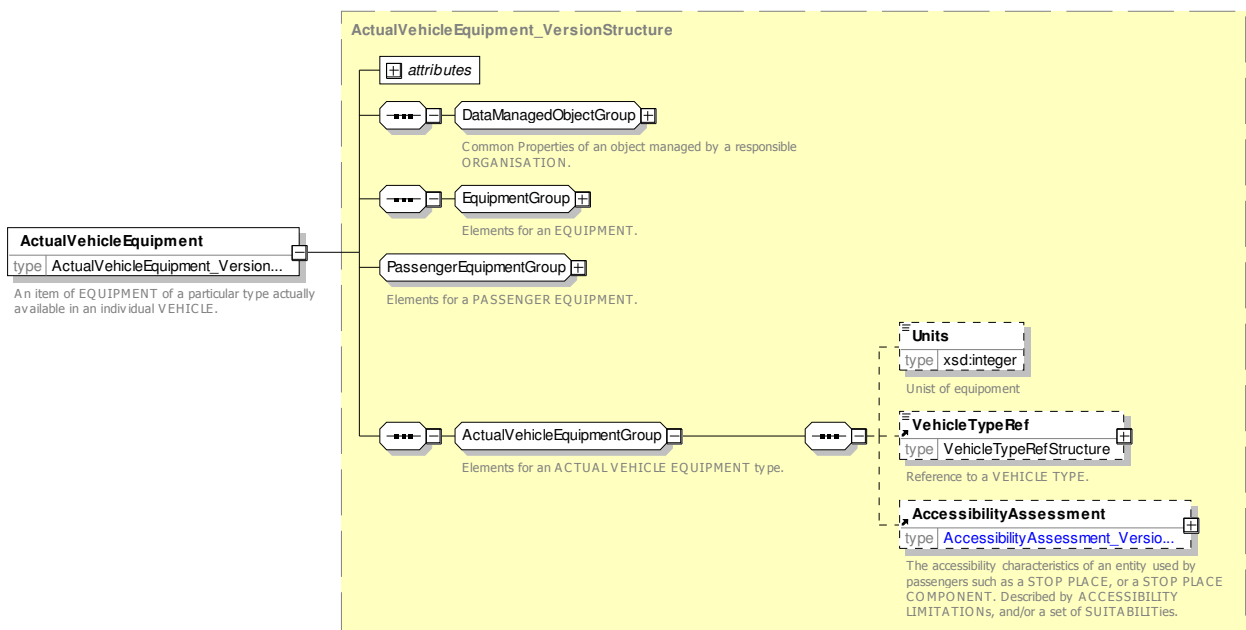 ActualVehicleEquipment_VersionStructure
attributes
DataManagedObjectGroup
Common Properties of an object managed by a responsible
ORGANISATION.
EquipmentGroup
Elements for an EQUIPMENT.
ActualVehicleEquipment
type ActualVehicleEquipment_Version...
An item of EQUIPMENT of a particular type actually
available in an individual VEHICLE.
PassengerEquipmentGroup
Elements for a PASSENGER EQUIPMENT.
Units
type xsd:integer
Unist of equipoment
ActualVehicleEquipmentGroup
Elements for an ACTUAL VEHICLE EQUIPMENT type.
VehicleTypeRef
type VehicleTypeRefStructure
Reference to a VEHICLE TYPE.
AccessibilityAssessment
type AccessibilityAssessment_Versio...
The accessibility characteristics of an entity used by
passengers such as a STOP PLACE, or a STOP PLACE
COMPONENT. Described by ACCESSIBILITY
LIMITATIONs, and/or a set of SUITABILITies.